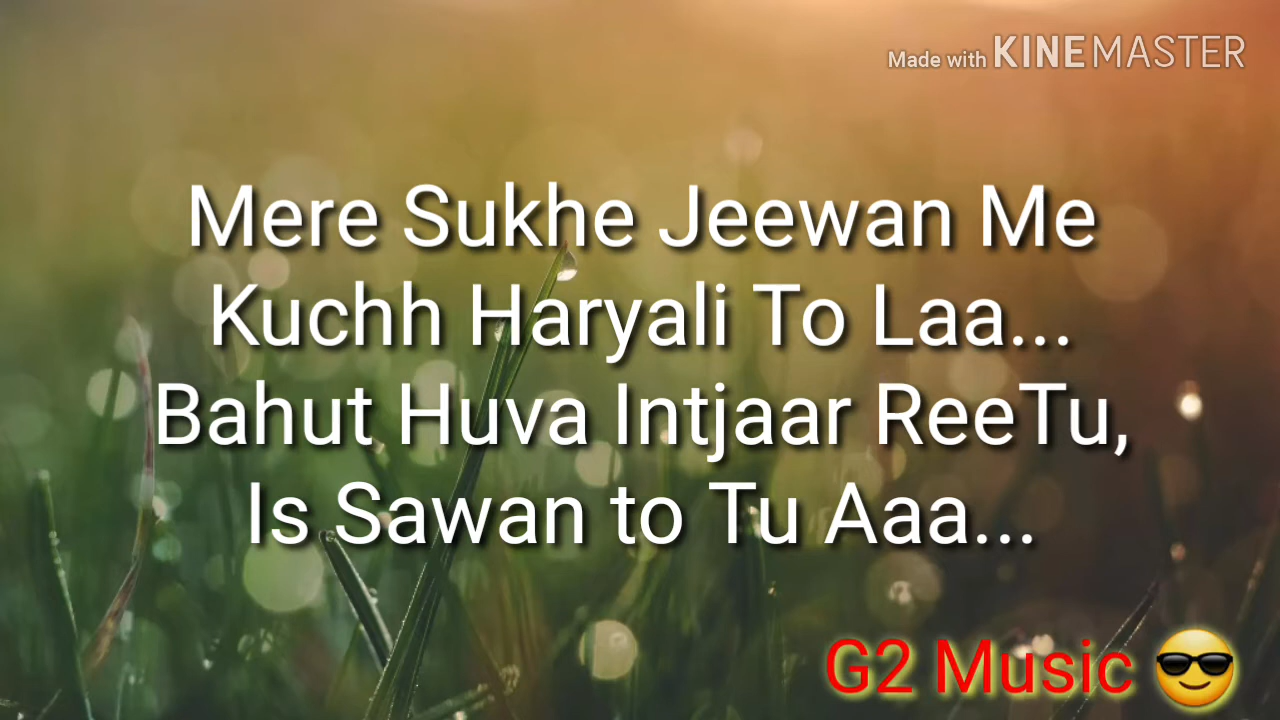 Made with KINEMASTER
Mere Sukhe Jeewan Me
Kuchh Haryali To Laa...
Bahut Huva Intjaar ReeTu,
Is Sawan to Tu Aaa...
G2 Music 😎